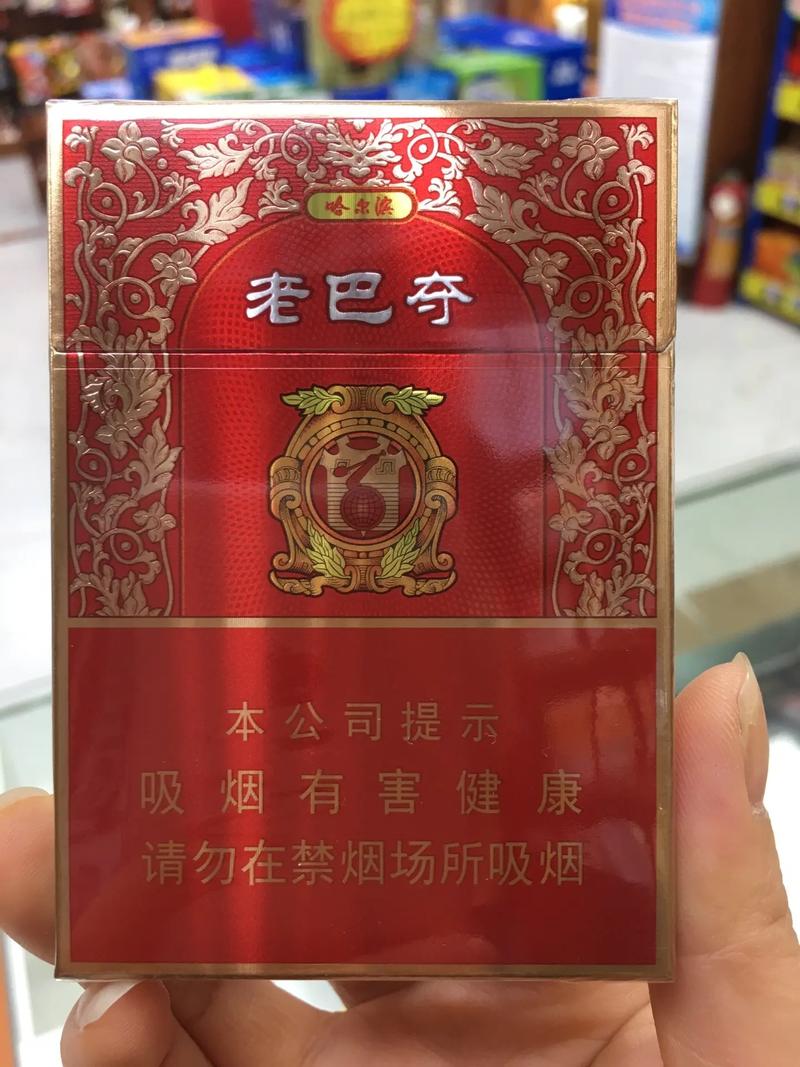 哈尔滨
老巴夺
本公司提示
吸烟有害健康
请勿在禁烟场所吸烟